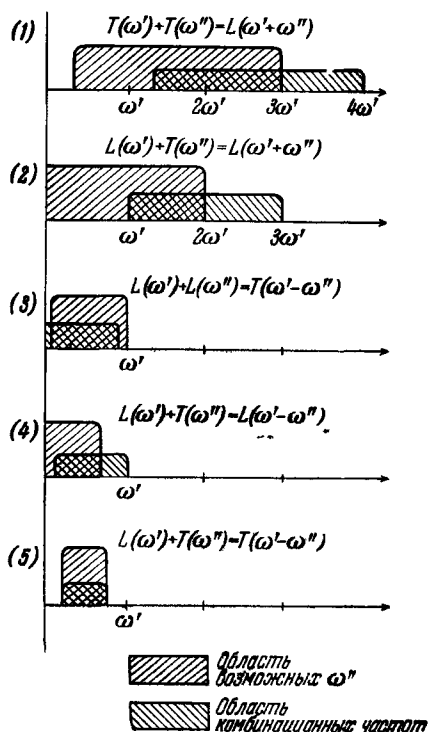 (1) T(ω')+T(ω")=L(ω'+ω")
ω' 2ω' 3ω' 4ω'
(2) L(ω')+T(ω")=L(ω'+ω")
ω' 2ω' 3ω'
(3) L(ω')+L(ω")=T(ω'-ω")
ω'
(4) L(ω')+T(ω")=L(ω'-ω")
ω'
(5) L(ω')+T(ω")=T(ω'-ω")
ω'
Область
возможных ω"
Область
комбинационных частот